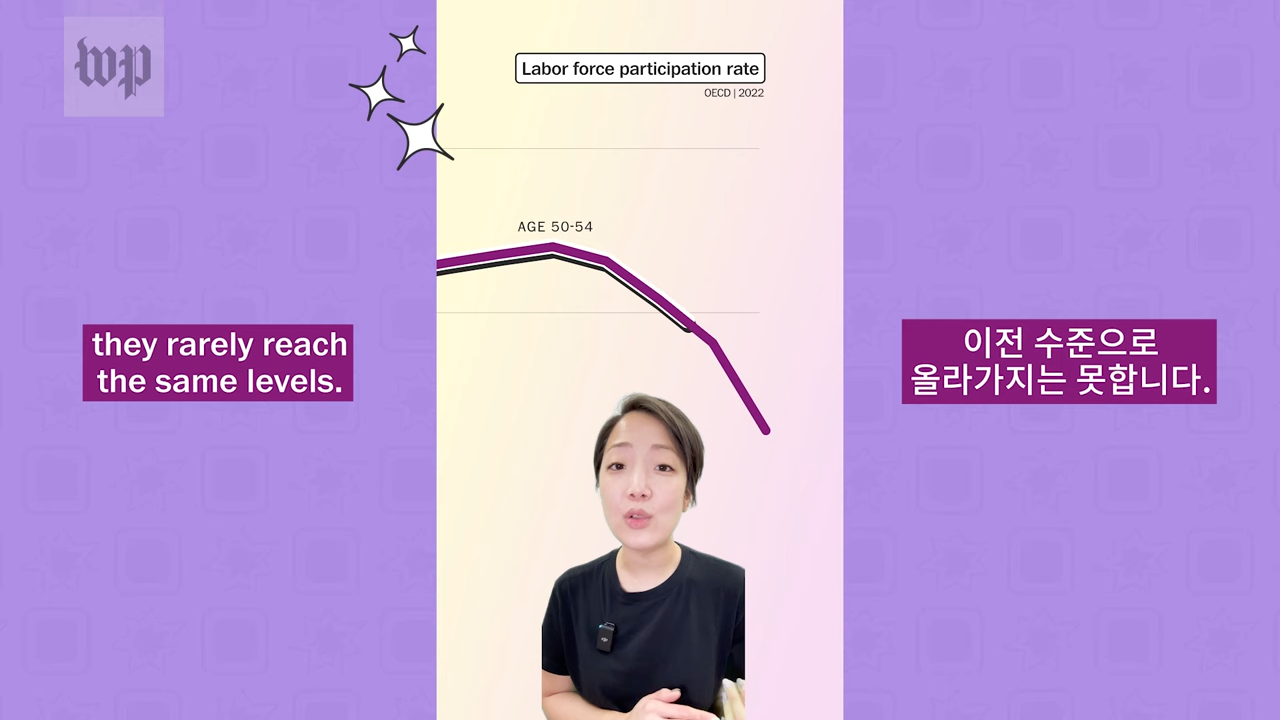 wp
Labor force participation rate
OECD | 2022
AGE 50-54
they rarely reach
the same levels.
이전 수준으로
올라가지는 못합니다.